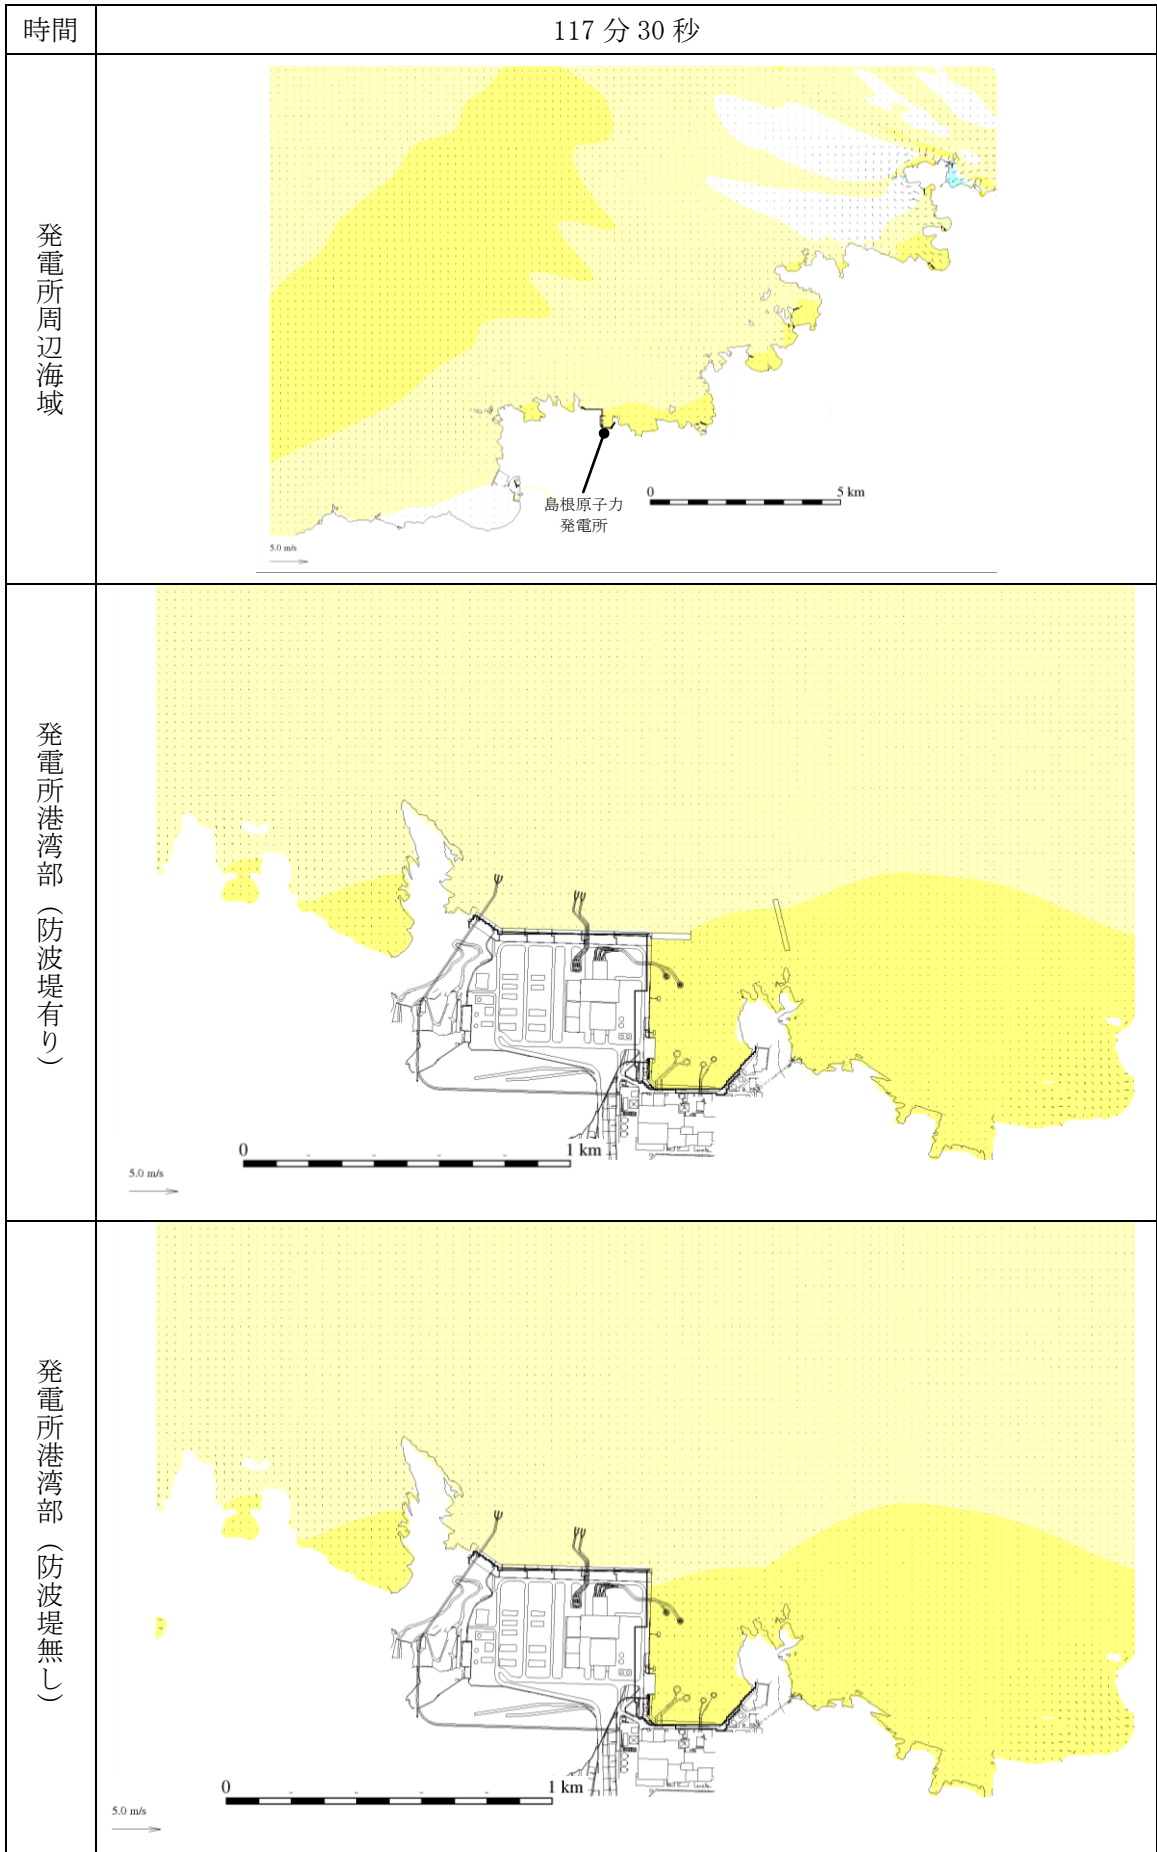 時間
117 分 30 秒
発電所周辺海域
島根原子力
発電所
0
5 km
5.0 m/s
発電所港湾部（防波堤有り）
0
1 km
5.0 m/s
発電所港湾部（防波堤無し）
0
1 km
5.0 m/s